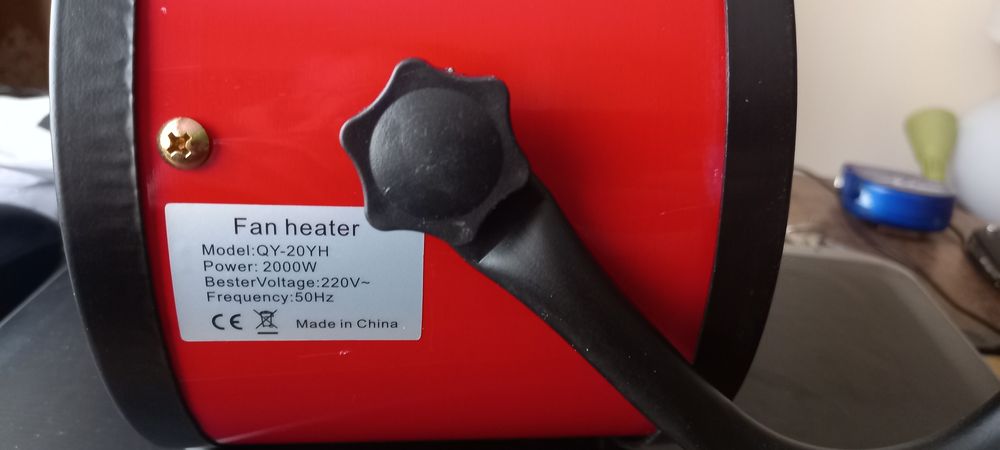 Fan heater
Model:QY-20YH
Power: 2000W
BesterVoltage:220V~
Frequency:50Hz
CE Made in China